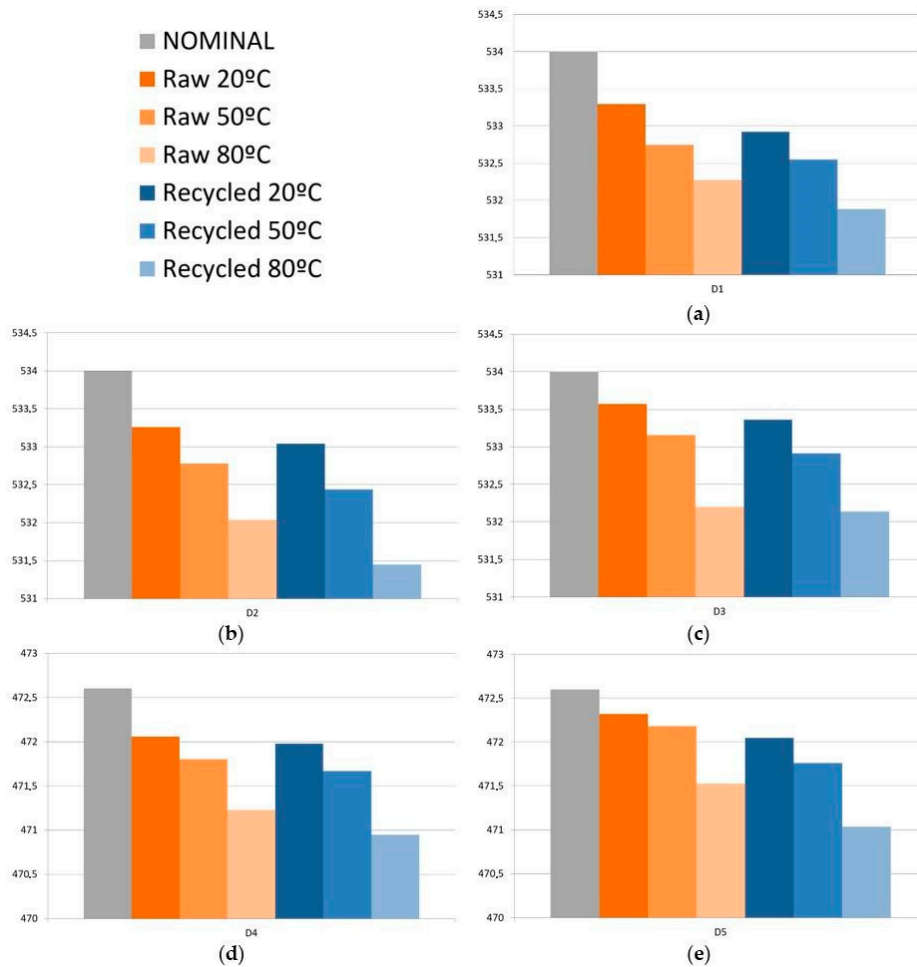 NOMINAL
Raw 20ºC
Raw 50ºC
Raw 80ºC
Recycled 20ºC
Recycled 50ºC
Recycled 80ºC
534,5
534
533,5
533
532,5
532
531,5
531
D1
(a)
534,5
534
533,5
533
532,5
532
531,5
531
D2
(b)
534,5
534
533,5
533
532,5
532
531,5
531
D3
(c)
473
472,5
472
471,5
471
470,5
470
D4
(d)
473
472,5
472
471,5
471
470,5
470
D5
(e)